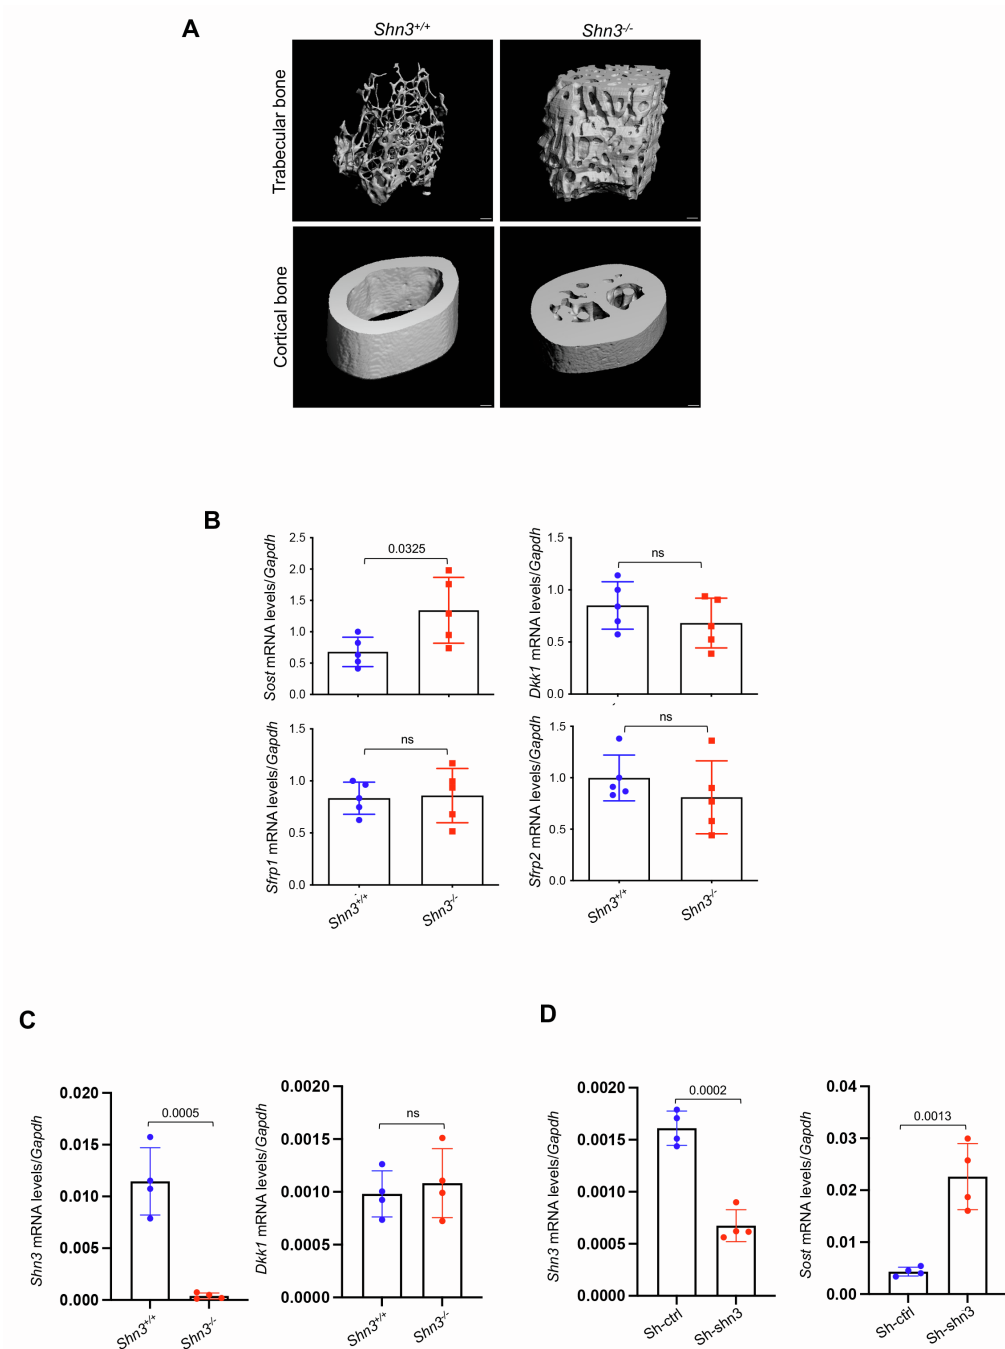 A
Shn3+/+
Shn3-/-
Trabecular bone
Cortical bone
B
Sost mRNA levels/Gapdh
2.5
2.0
1.5
1.0
0.5
0.0
0.0325
Dkk1 mRNA levels/Gapdh
1.5
1.0
0.5
0.0
ns
Sfrp1 mRNA levels/Gapdh
1.5
1.0
0.5
0.0
ns
Shn3+/+
Shn3-/-
Sfrp2 mRNA levels/Gapdh
1.5
1.0
0.5
0.0
ns
Shn3+/+
Shn3-/-
C
Shn3 mRNA levels/Gapdh
0.020
0.015
0.010
0.005
0.000
0.0005
Shn3+/+
Shn3-/-
Dkk1 mRNA levels/Gapdh
0.0020
0.0015
0.0010
0.0005
0.0000
ns
Shn3+/+
Shn3-/-
D
Shn3 mRNA levels/Gapdh
0.0020
0.0015
0.0010
0.0005
0.0000
0.0002
Sh-ctrl
Sh-shn3
Sost mRNA levels/Gapdh
0.04
0.03
0.02
0.01
0.00
0.0013
Sh-ctrl
Sh-shn3